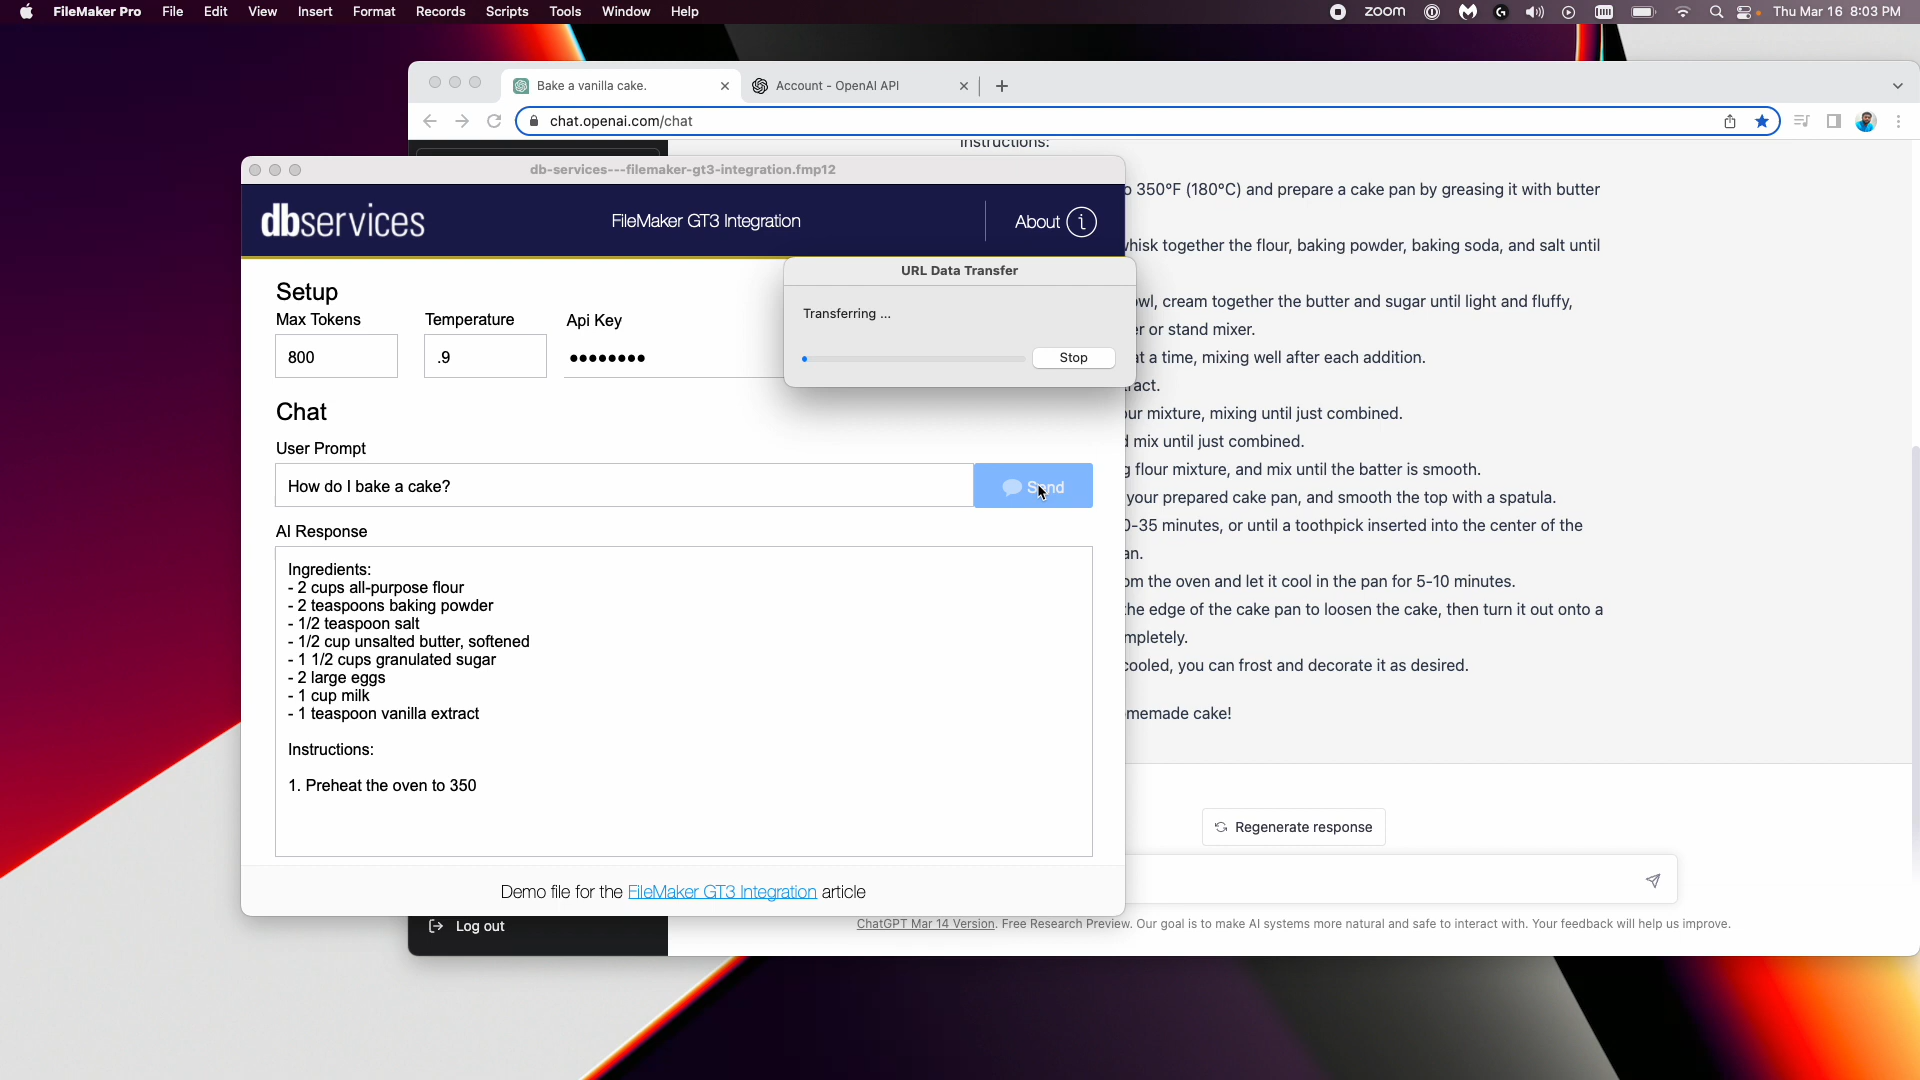 FileMaker Pro File Edit View Insert Format Records Scripts Tools Window Help zoom Thu Mar 16 8:03 PM
Bake a vanilla cake. Account - OpenAI API
chat.openai.com/chat
Instructions:
db-services---filemaker-gt3-integration.fmp12
350°F (180°C) and prepare a cake pan by greasing it with butter
dbservices FileMaker GT3 Integration About
whisk together the flour, baking powder, baking soda, and salt until
URL Data Transfer
Setup
cream together the butter and sugar until light and fluffy,
Max Tokens Temperature Api Key
Transferring ...
or stand mixer.
800 .9 ●●●●●●●●
Stop
at a time, mixing well after each addition.
mixture, mixing until just combined.
Chat
mix until just combined.
User Prompt
flour mixture, and mix until the batter is smooth.
How do I bake a cake? Send
your prepared cake pan, and smooth the top with a spatula.
-35 minutes, or until a toothpick inserted into the center of the
AI Response
Ingredients:
- 2 cups all-purpose flour
- 2 teaspoons baking powder
- 1/2 teaspoon salt
- 1/2 cup unsalted butter, softened
- 1 1/2 cups granulated sugar
- 2 large eggs
- 1 cup milk
- 1 teaspoon vanilla extract
Instructions:
1. Preheat the oven to 350
the oven and let it cool in the pan for 5-10 minutes.
the edge of the cake pan to loosen the cake, then turn it out onto a
cooled, you can frost and decorate it as desired.
cake!
Regenerate response
Demo file for the FileMaker GT3 Integration article
Log out
ChatGPT Mar 14 Version. Free Research Preview. Our goal is to make AI systems more natural and safe to interact with. Your feedback will help us improve.